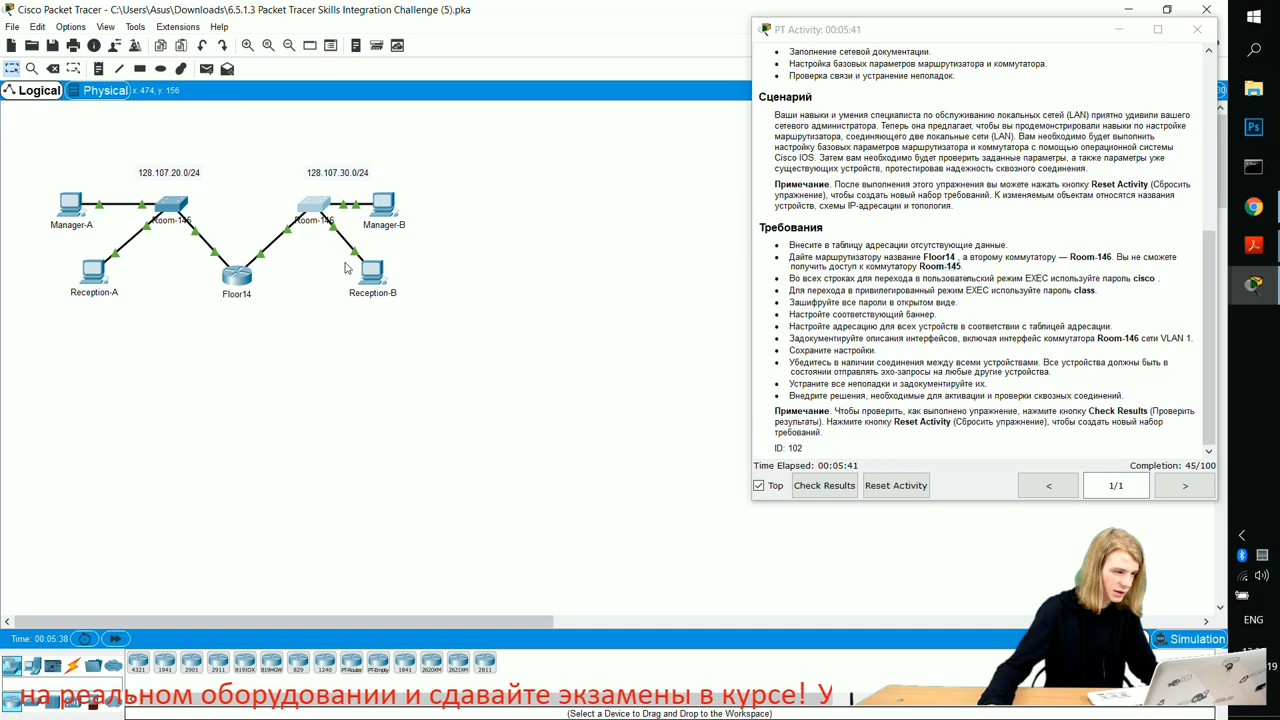 Cisco Packet Tracer - C:\Users\Asus\Downloads\6.5.1.3 Packet Tracer Skills Integration Challenge (5).pka
File Edit Options View Tools Extensions Help
Logical Physical x: 474, y: 156
PT Activity: 00:05:41
Заполнение сетевой документации.
Настройка базовых параметров маршрутизатора и коммутатора.
Проверка связи и устранение неполадок.
Сценарий
Ваши навыки и умения специалиста по обслуживанию локальных сетей (LAN) приятно удивили вашего
сетевого администратора. Теперь она предлагает, чтобы вы продемонстрировали навыки по настройке
маршрутизатора, соединяющего две локальные сети (LAN). Вам необходимо будет выполнить
настройку базовых параметров маршрутизатора и коммутатора с помощью операционной системы
Cisco IOS. Затем вам необходимо будет проверить заданные параметры, а также параметры уже
существующих устройств, протестировав надежность сквозного соединения.
Примечание. После выполнения этого упражнения вы можете нажать кнопку Reset Activity (Сбросить
упражнение), чтобы создать новый набор требований. К изменяемым объектам относятся названия
устройств, схемы IP-адресации и топология.
Требования
Внесите в таблицу адресации отсутствующие данные.
Дайте маршрутизатору название Floor14 , а второму коммутатору — Room-146. Вы не сможете
получить доступ к коммутатору Room-145.
Во всех строках для перехода в пользовательский режим EXEC используйте пароль cisco .
Для перехода в привилегированный режим EXEC используйте пароль class.
Зашифруйте все пароли в открытом виде.
Настройте соответствующий баннер.
Настройте адресацию для всех устройств в соответствии с таблицей адресации.
Задокументируйте описания интерфейсов, включая интерфейс коммутатора Room-146 сети VLAN 1.
Сохраните настройки.
Убедитесь в наличии соединения между всеми устройствами. Все устройства должны быть в
состоянии отправлять эхо-запросы на любые другие устройства.
Устраните все неполадки и задокументируйте их.
Внедрите решения, необходимые для активации и проверки сквозных соединений.
Примечание. Чтобы проверить, как выполнено упражнение, нажмите кнопку Check Results (Проверить
результаты). Нажмите кнопку Reset Activity (Сбросить упражнение), чтобы создать новый набор
требований.
ID: 102
Time Elapsed: 00:05:41 Completion: 45/100
Top Check Results Reset Activity < 1/1 >
128.107.20.0/24 128.107.30.0/24
Manager-A Room-145 Room-146 Manager-B
Reception-A Floor14 Reception-B
Time: 00:05:38 Simulation
4321 1941 2901 2911 819IOX 819HGW 829 1240 PT-Router PT-Empty 1841 2620XM 2621XM 2811
на реальном оборудовании и сдавайте экзамены в курсе! У
(Select a Device to Drag and Drop to the Workspace)
Ps
ENG